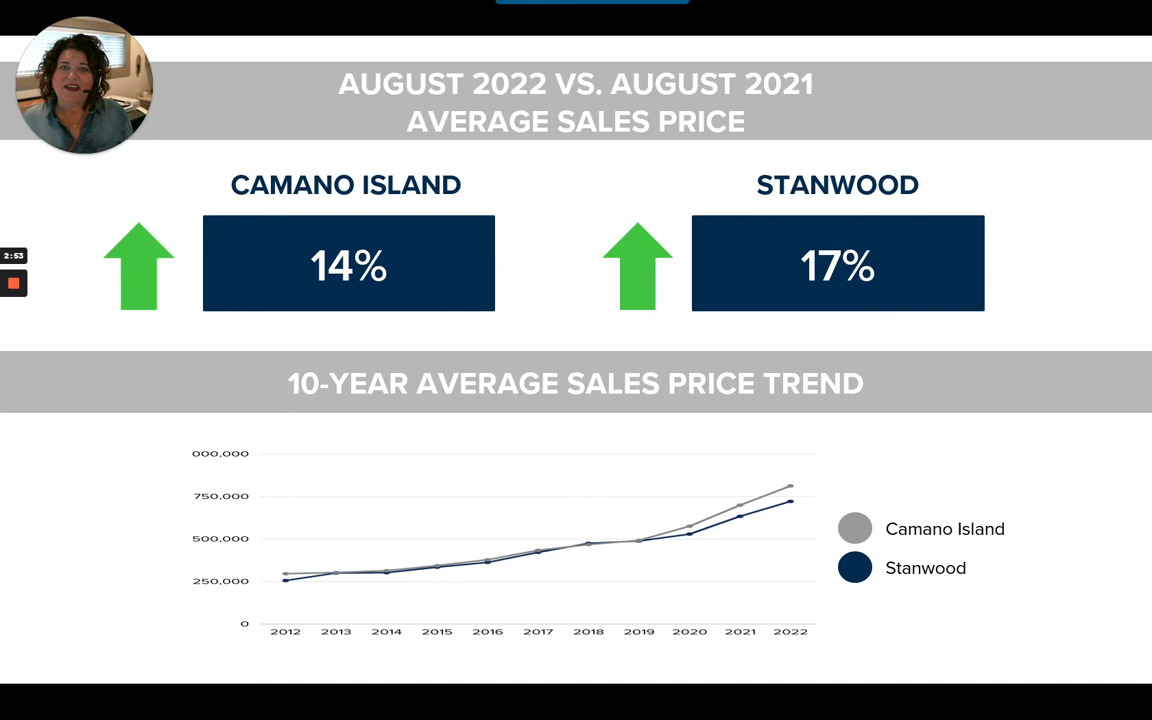 AUGUST 2022 VS. AUGUST 2021
AVERAGE SALES PRICE
CAMANO ISLAND
STANWOOD
14%
17%
2:53
10-YEAR AVERAGE SALES PRICE TREND
000,000
750,000
500,000
250,000
0
2012 2013 2014 2015 2016 2017 2018 2019 2020 2021 2022
Camano Island
Stanwood